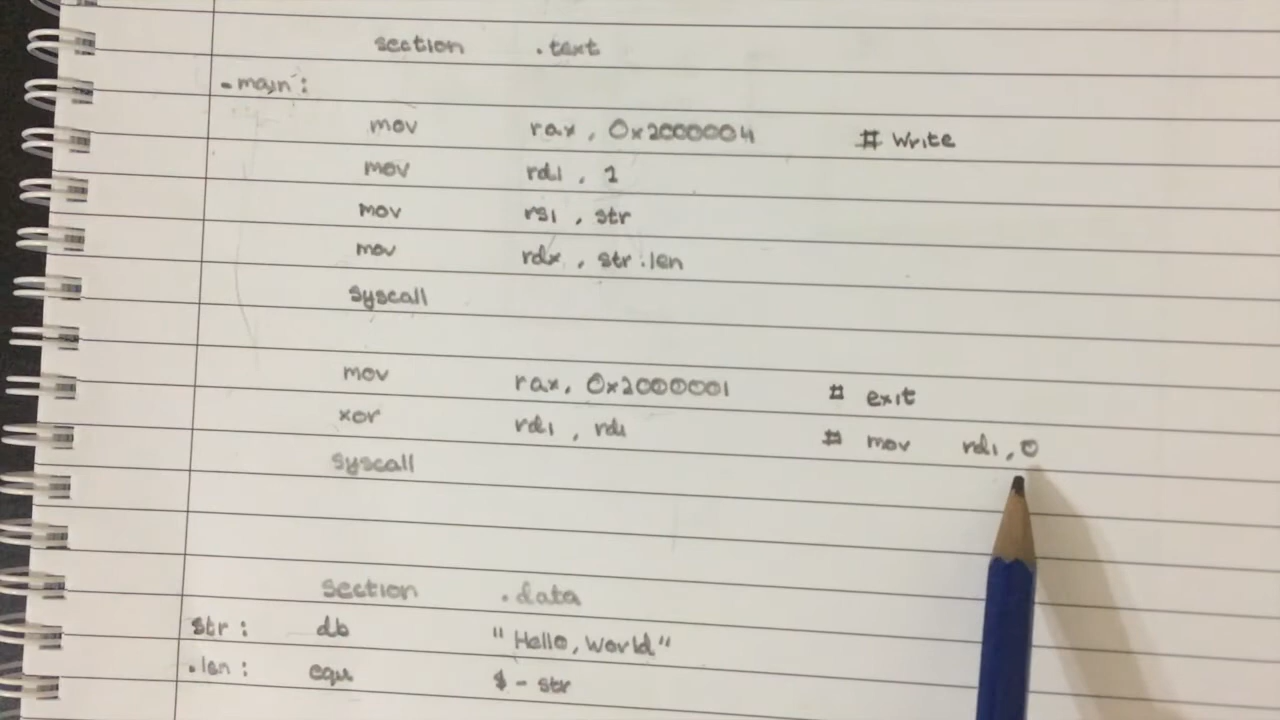 section .text
_main:
mov rax, 0x2000004 # write
mov rdi, 1
mov rsi, str
mov rdx, str.len
syscall
mov rax, 0x2000001 # exit
xor rdi, rdi # mov rdi, 0
syscall
section .data
str: db "Hello, world"
.len: equ $ - str